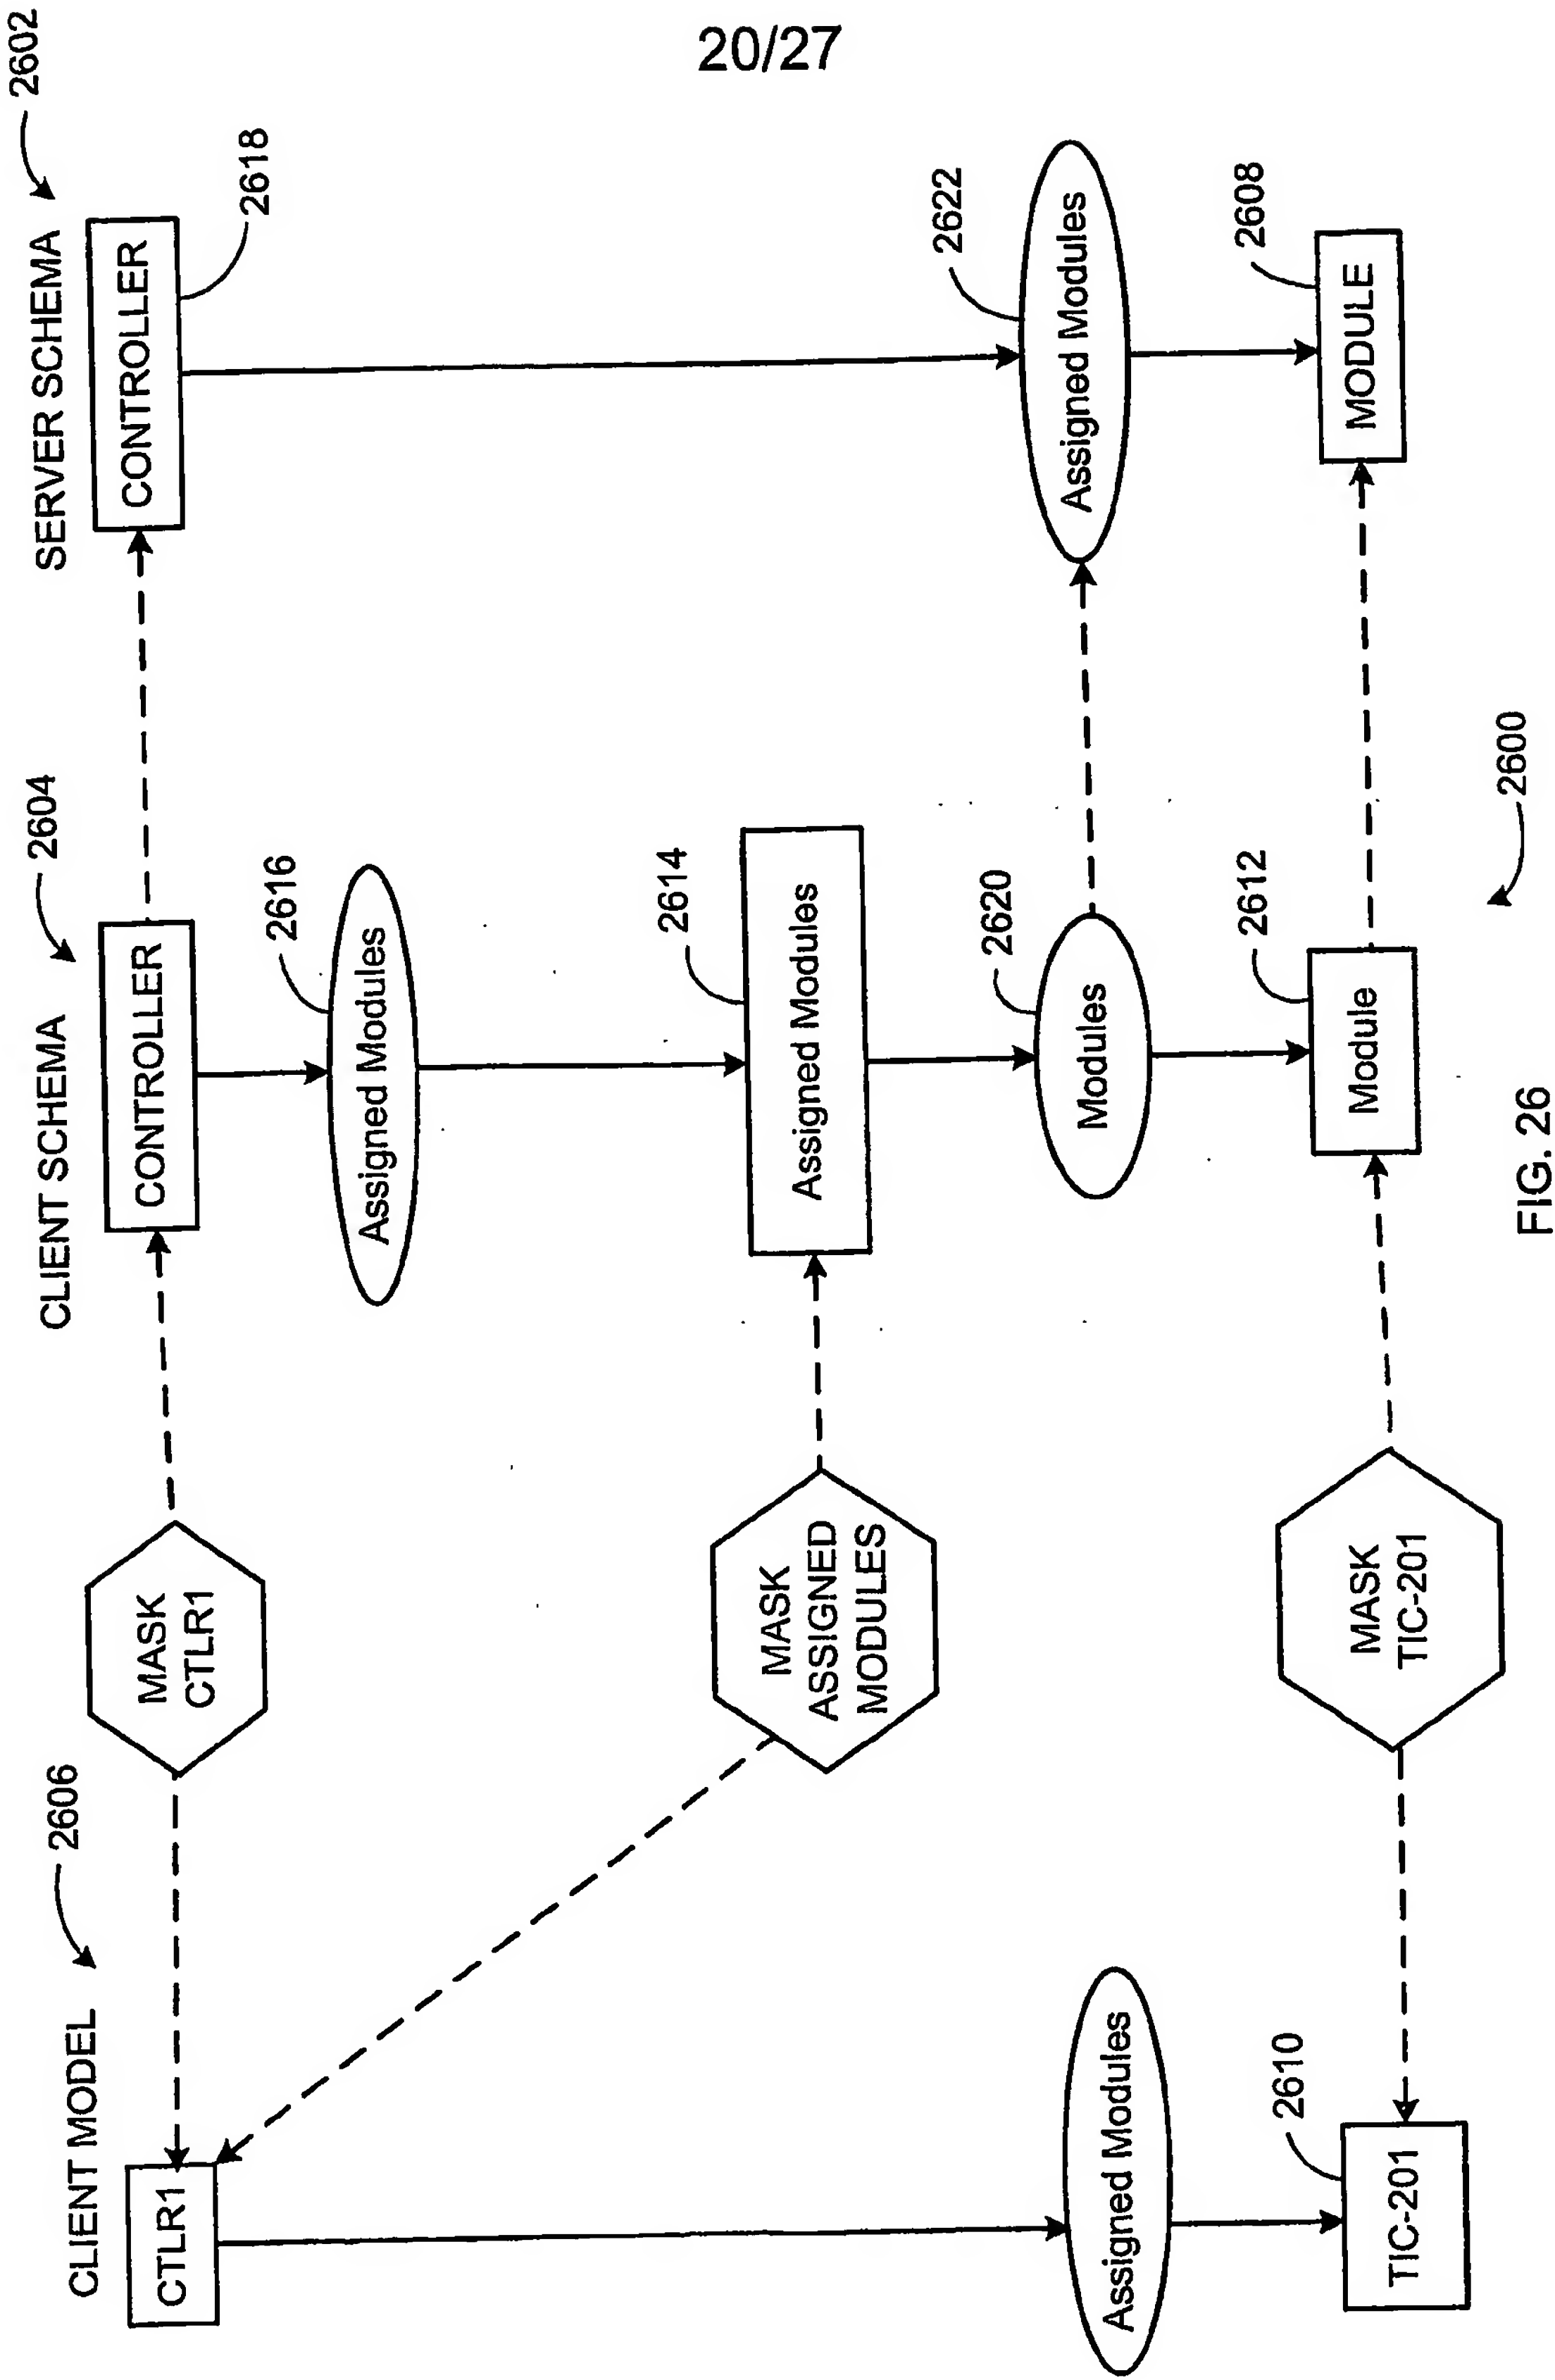 20/27
CLIENT MODEL
2606
CLIENT SCHEMA
2604
SERVER SCHEMA
2602
CTLR1
MASK
CTLR1
CONTROLLER
CONTROLLER
2618
Assigned Modules
2616
MASK
ASSIGNED
MODULES
Assigned Modules
2614
Assigned Modules
Modules
2620
Assigned Modules
2622
TIC-201
2610
MASK
TIC-201
Module
2612
MODULE
2608
2600
FIG. 26